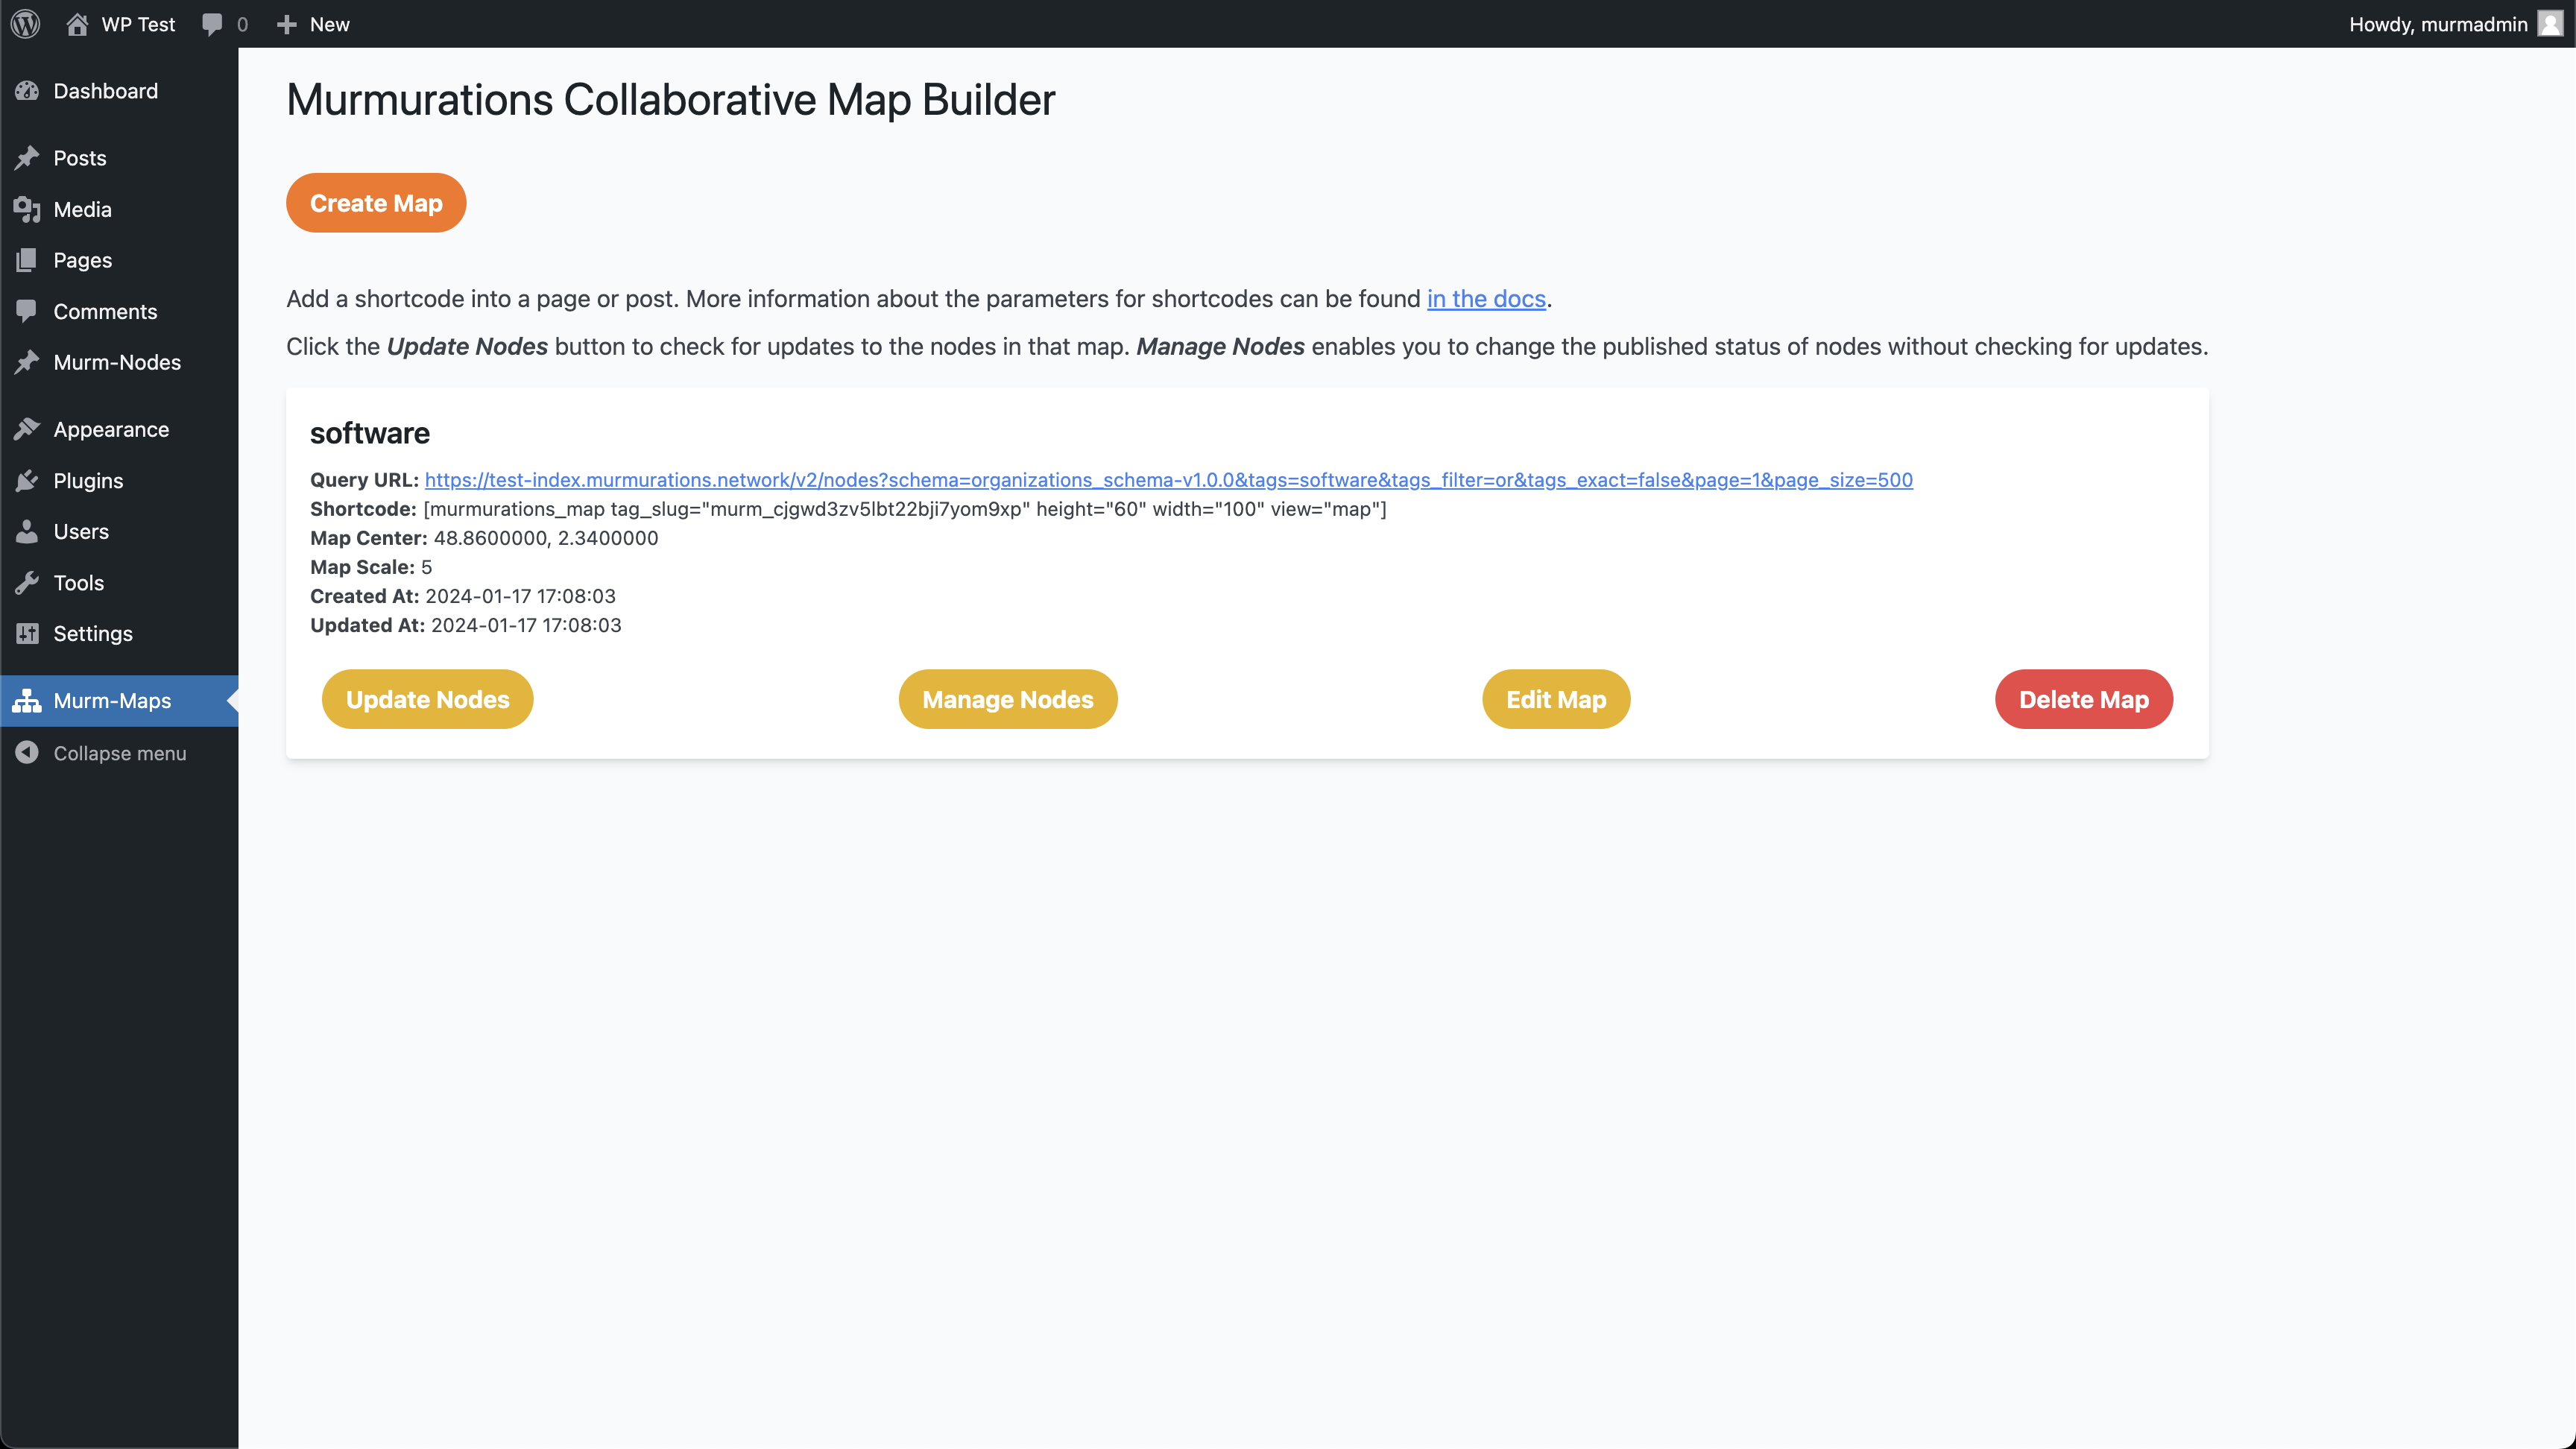 WP Test
0
New
Howdy, murmadmin
Dashboard
Posts
Media
Pages
Comments
Murm-Nodes
Appearance
Plugins
Users
Tools
Settings
Murm-Maps
Collapse menu
Murmurations Collaborative Map Builder
Create Map
Add a shortcode into a page or post. More information about the parameters for shortcodes can be found in the docs.
Click the Update Nodes button to check for updates to the nodes in that map. Manage Nodes enables you to change the published status of nodes without checking for updates.
software
Query URL: https://test-index.murmurations.network/v2/nodes?schema=organizations_schema-v1.0.0&tags=software&tags_filter=or&tags_exact=false&page=1&page_size=500
Shortcode: [murmurations_map tag_slug="murm_cjgwd3zv5lbt22bji7yom9xp" height="60" width="100" view="map"]
Map Center: 48.8600000, 2.3400000
Map Scale: 5
Created At: 2024-01-17 17:08:03
Updated At: 2024-01-17 17:08:03
Update Nodes
Manage Nodes
Edit Map
Delete Map